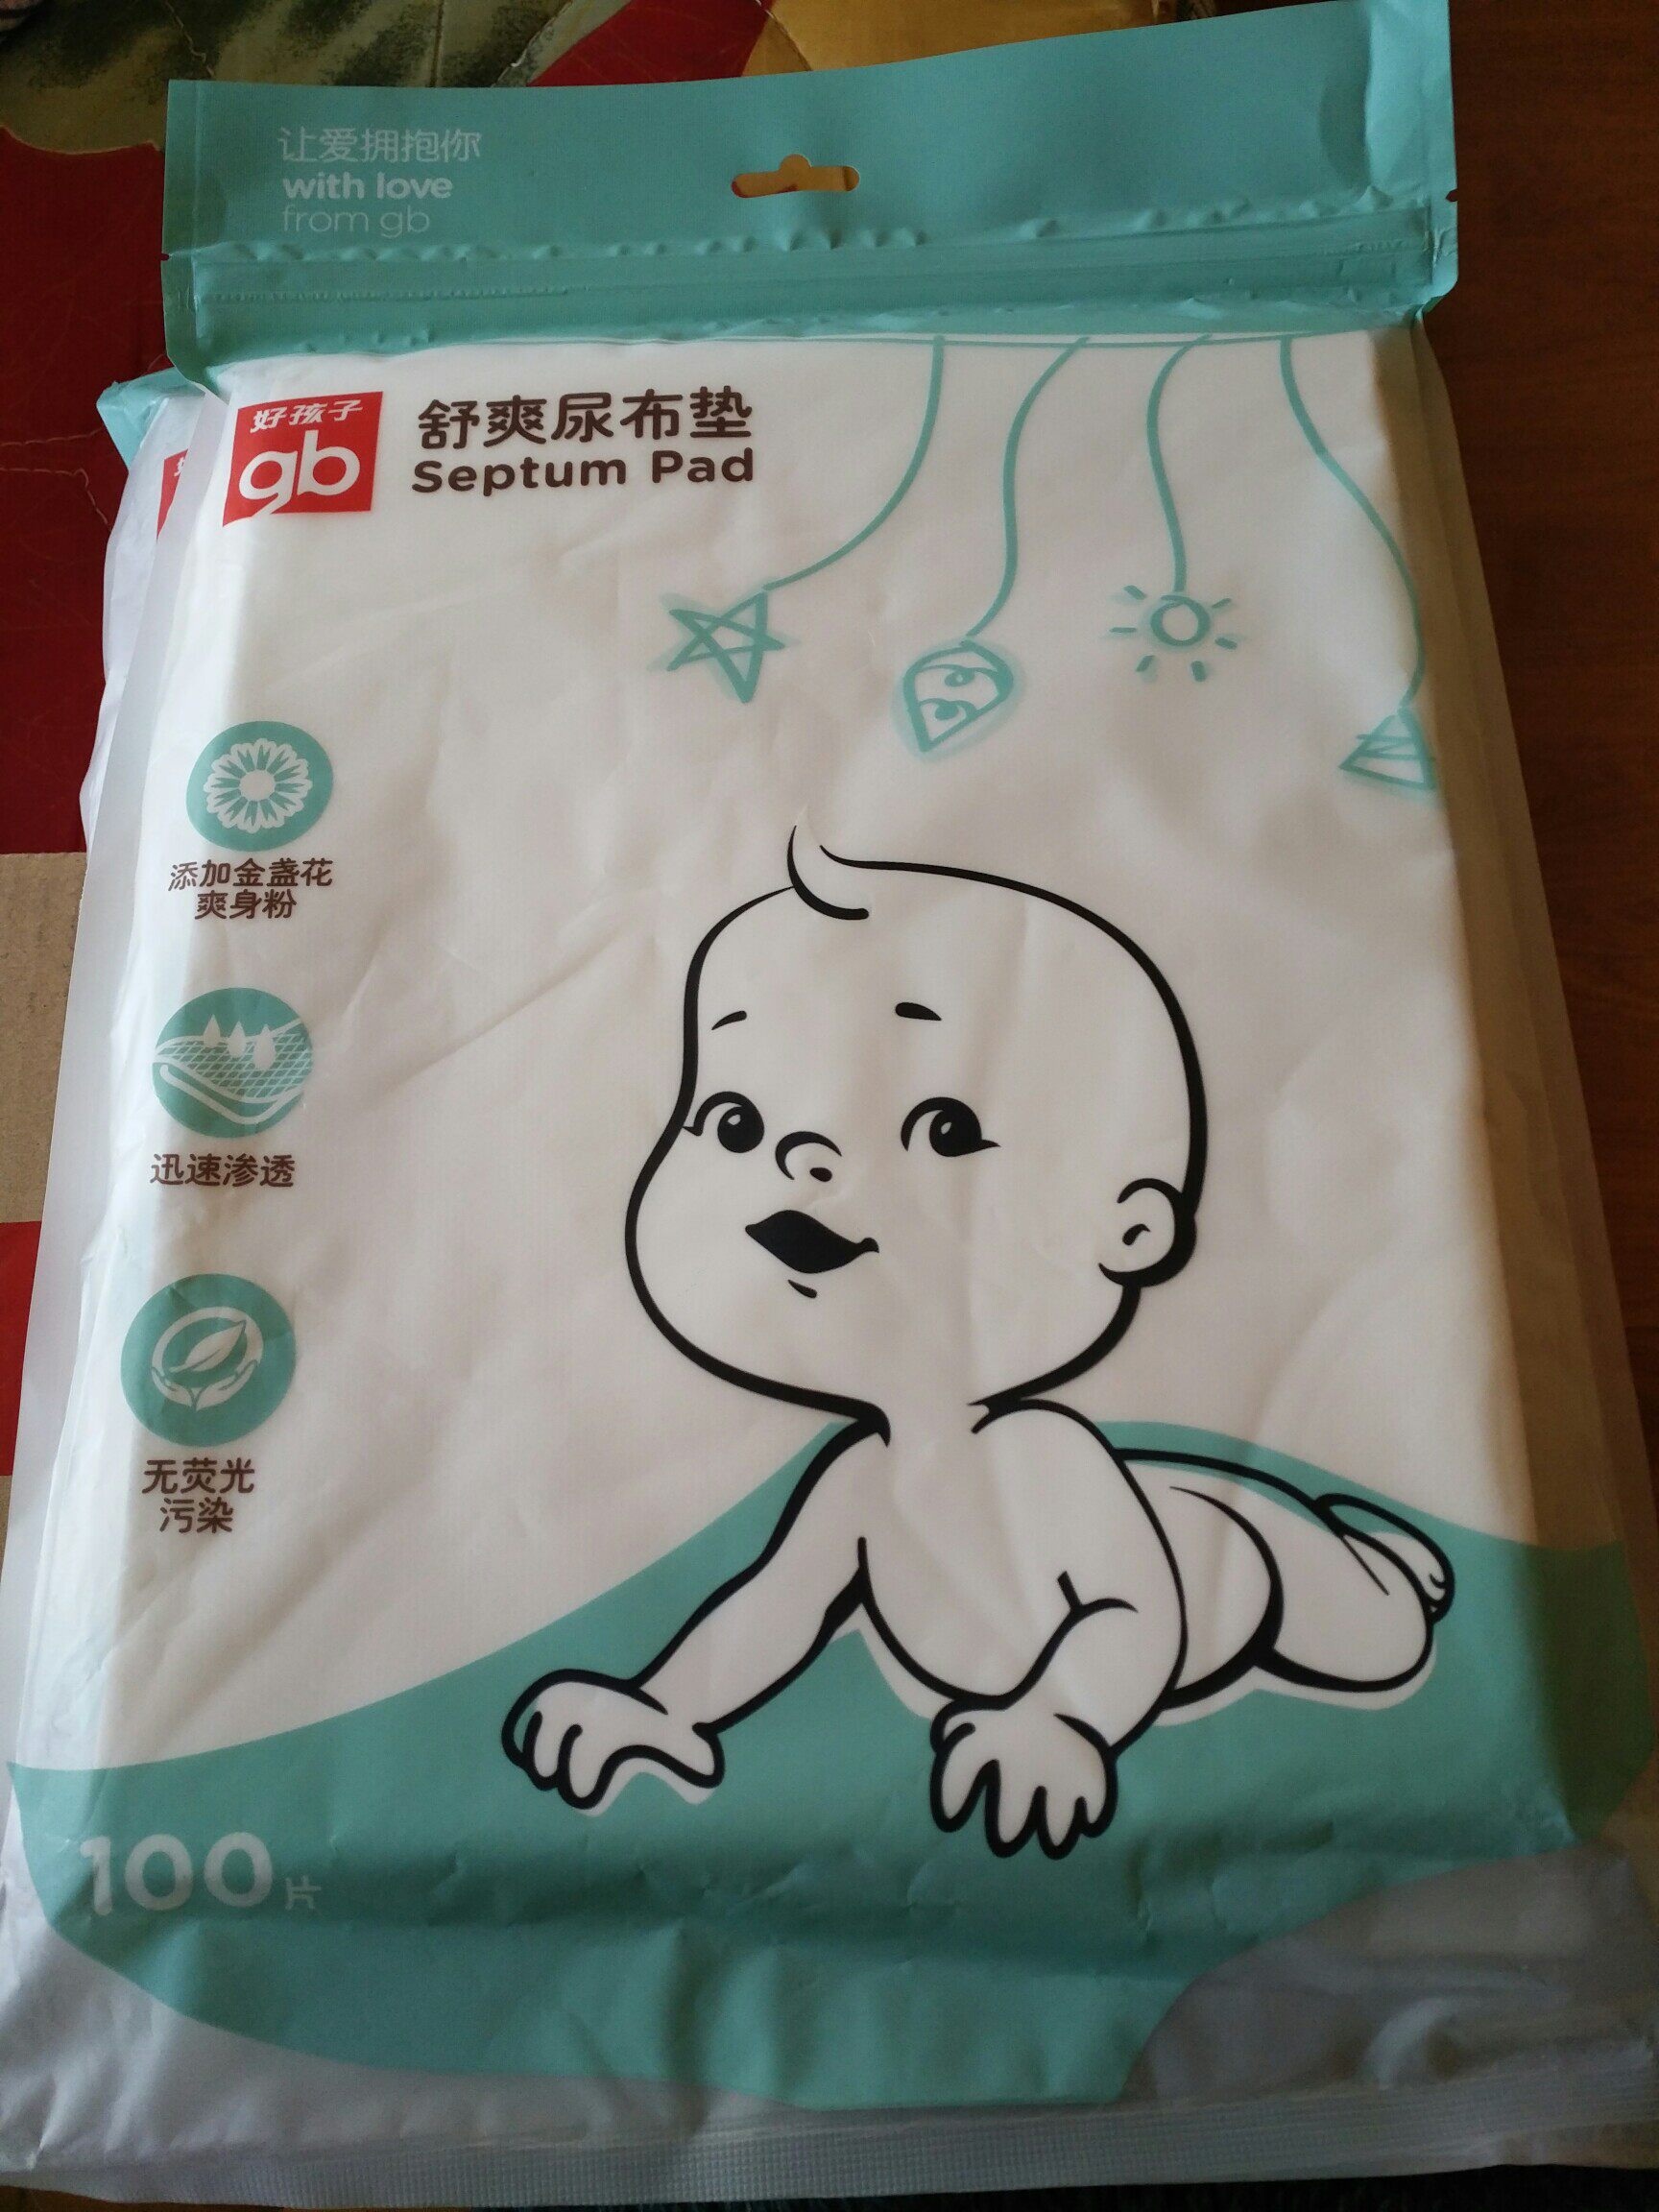 让爱拥抱你
with love
from gb
好孩子
gb
舒爽尿布垫
Septum Pad
添加金盏花
爽身粉
迅速渗透
无荧光
污染
100片